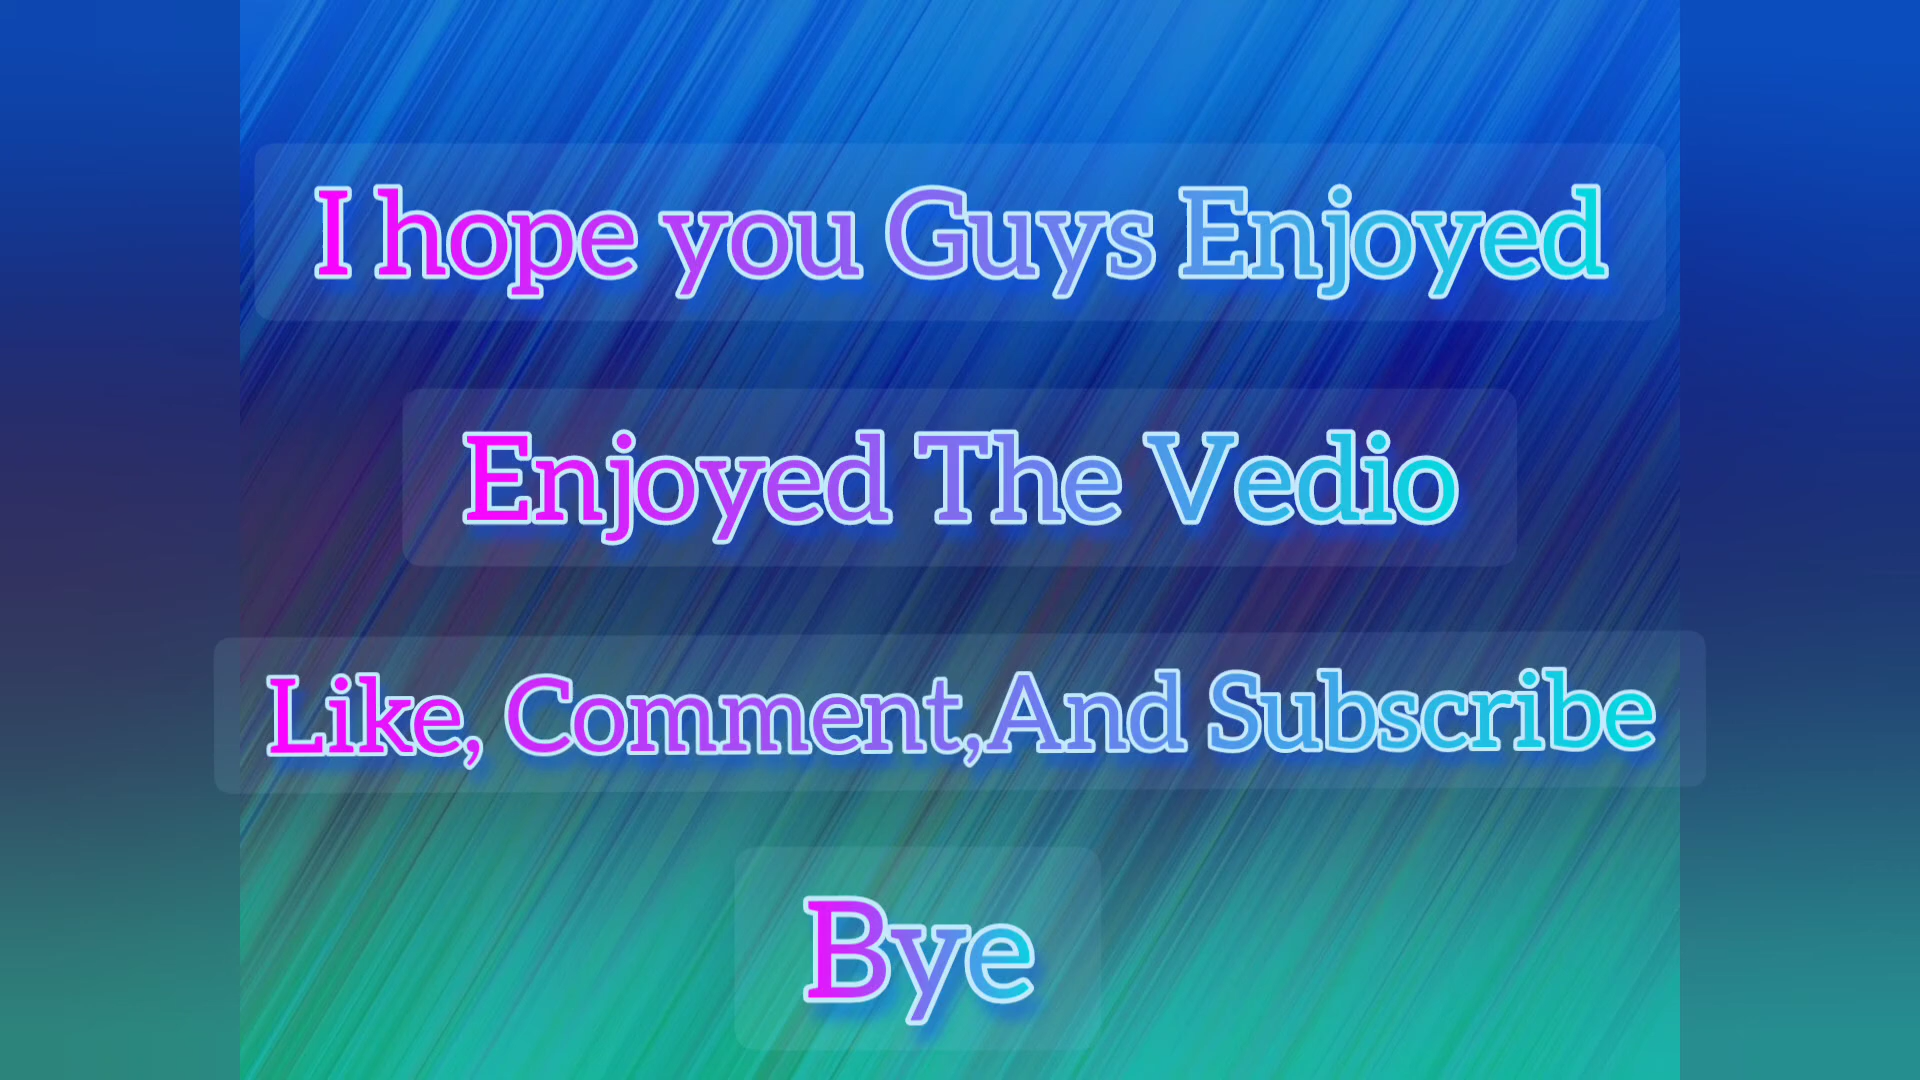 I hope you Guys Enjoyed
Enjoyed The Vedio
Like, Comment,And Subscribe
Bye